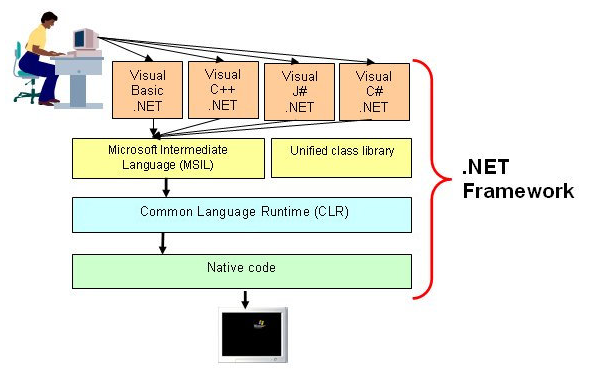 Visual
Basic
.NET
Visual
C++
.NET
Visual
J#
.NET
Visual
C#
.NET
Microsoft Intermediate
Language (MSIL)
Unified class library
.NET
Framework
Common Language Runtime (CLR)
Native code